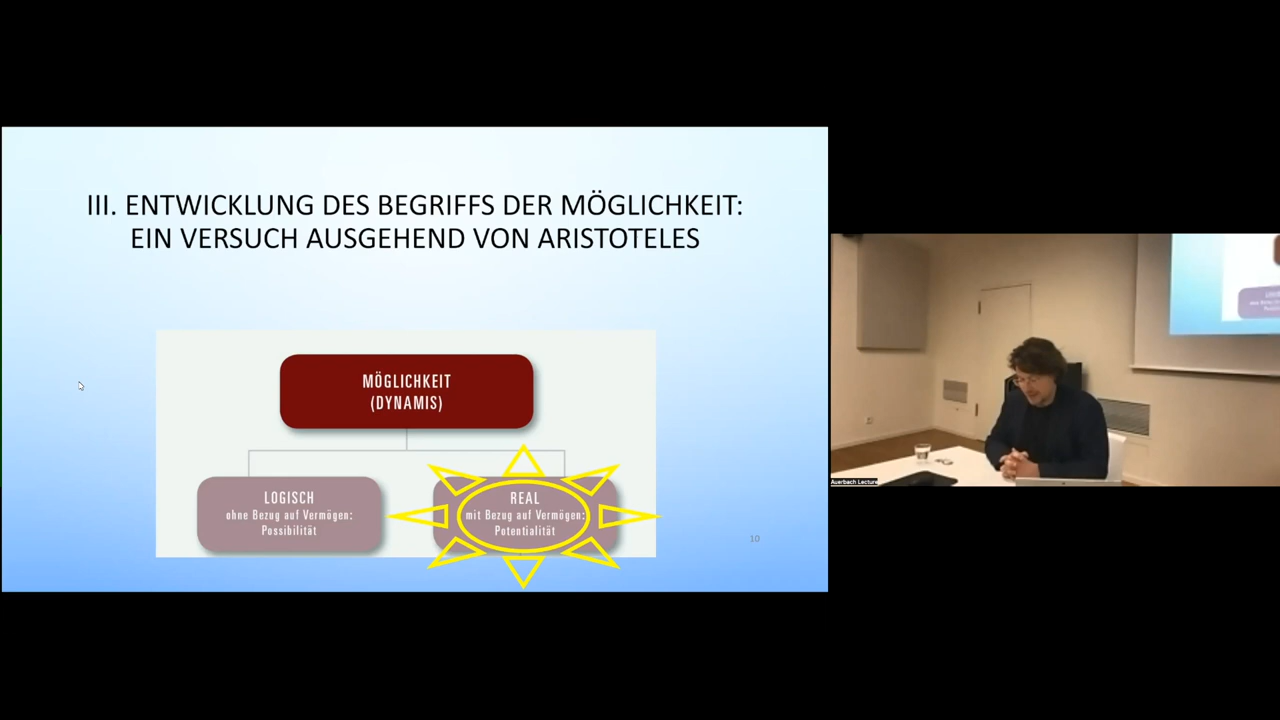 III. ENTWICKLUNG DES BEGRIFFS DER MÖGLICHKEIT:
EIN VERSUCH AUSGEHEND VON ARISTOTELES
MÖGLICHKEIT
(DYNAMIS)
LOGISCH
ohne Bezug auf Vermögen:
Possibilität
REAL
mit Bezug auf Vermögen:
Potentialität
10
Auerbach Lecture